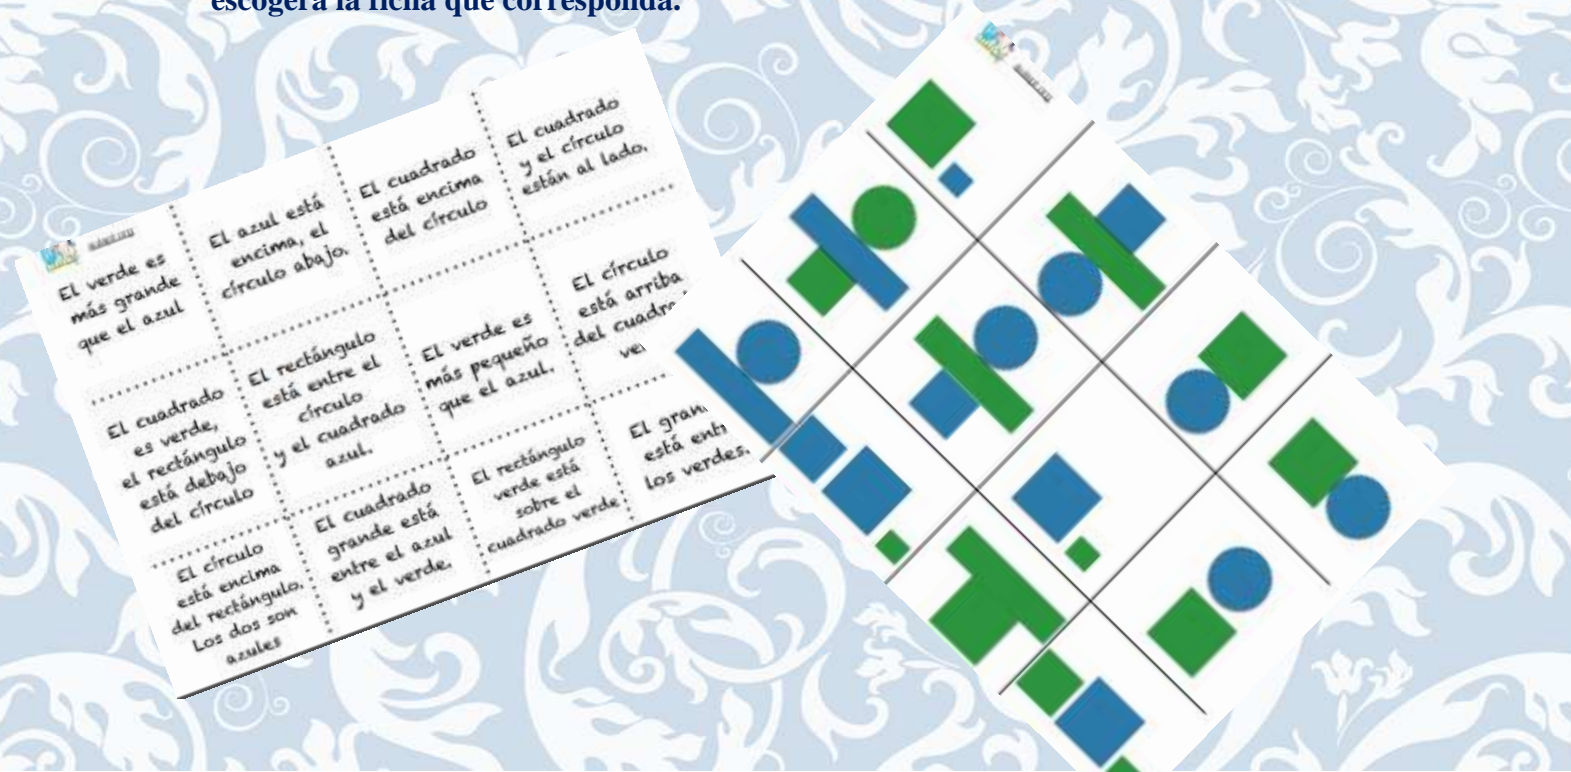 escogerá la ficha que corresponda.
El verde es
más grande
que el azul
El azul está
encima, el
círculo abajo.
El cuadrado
está encima
del círculo
El cuadrado
y el círculo
están al lado.
El cuadrado
es verde,
el rectángulo
está debajo
del círculo
El rectángulo
está entre el
círculo
y el cuadrado
azul.
El verde es
más pequeño
que el azul.
El círculo
está arriba
del
El círculo
está encima
del rectángulo.
Los dos son
azules
El cuadrado
grande está
entre el azul
y el verde.
El rectángulo
verde está
sobre el
cuadrado verde
El
está
los verdes.